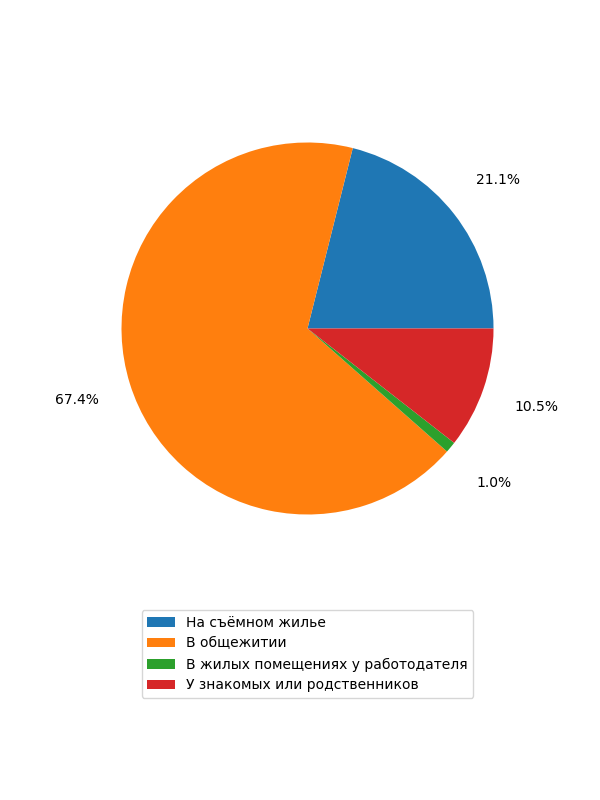 21.1%
67.4%
10.5%
1.0%
На съёмном жилье
В общежитии
В жилых помещениях у работодателя
У знакомых или родственников